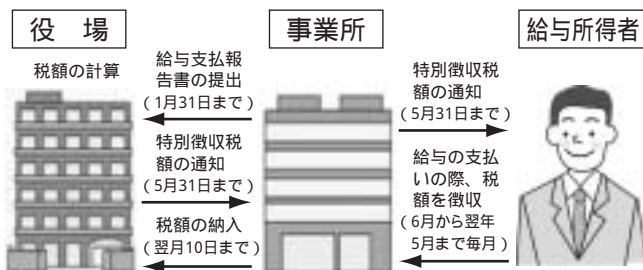 役 場
税額の計算
給与支払報
告書の提出
(1月31日まで)
特別徴収税
額の通知
(5月31日まで)
税額の納入
(翌月10日まで)
事業所
特別徴収税
額の通知
(5月31日まで)
給与の支払
いの際、税
額を徴収
(6月から翌年
5月まで毎月)
給与所得者